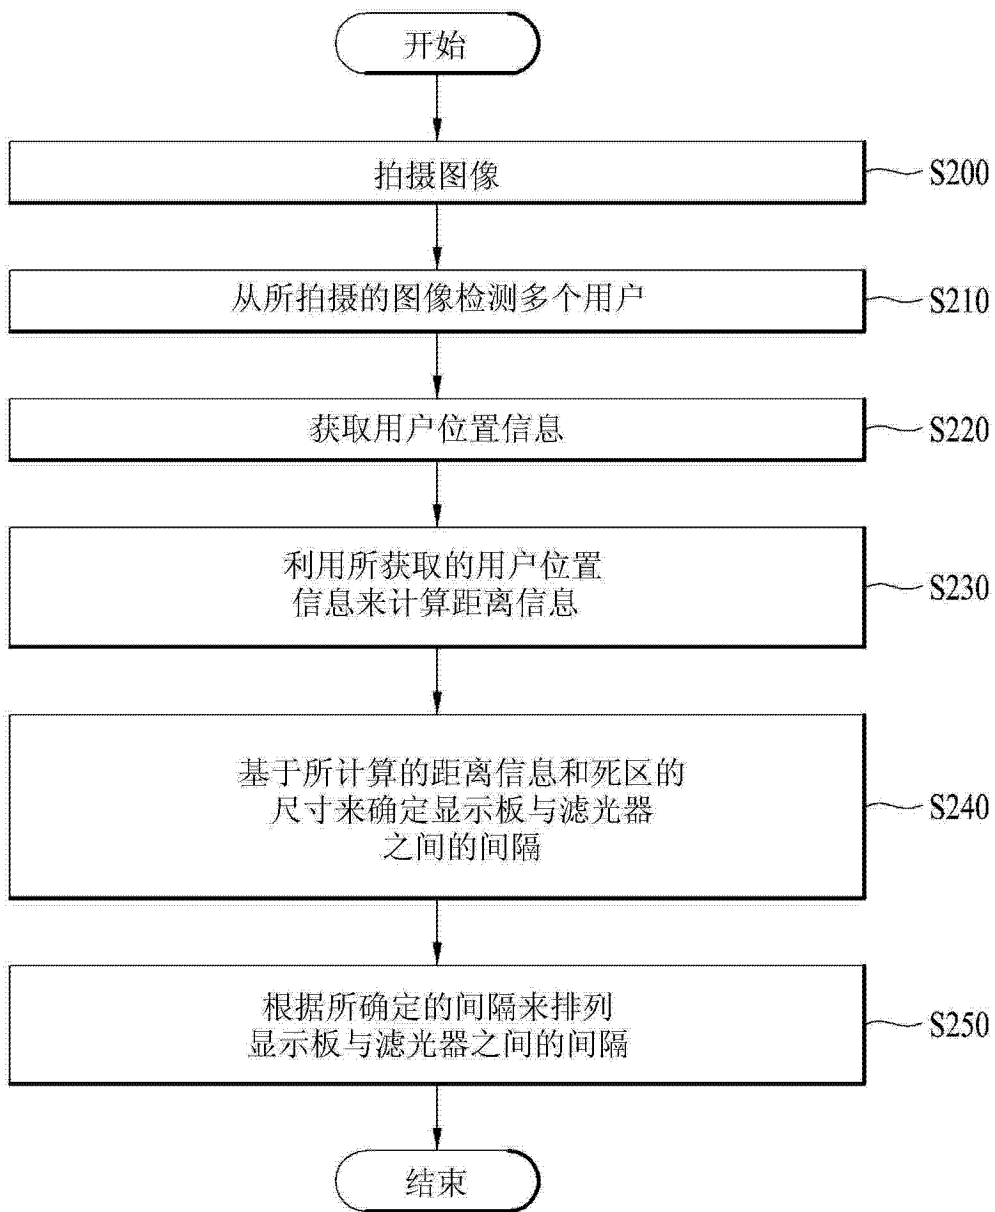 开始
拍摄图像
S200
从所拍摄的图像检测多个用户
S210
获取用户位置信息
S220
利用所获取的用户位置
信息来计算距离信息
S230
基于所计算的距离信息和死区的
尺寸来确定显示板与滤光器
之间的间隔
S240
根据所确定的间隔来排列
显示板与滤光器之间的间隔
S250
结束